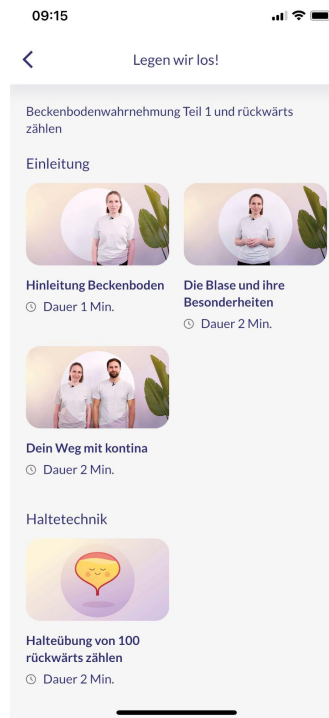 09:15
Legen wir los!
Beckenbodenwahrnehmung Teil 1 und rückwärts
zählen
Einleitung
Hinleitung Beckenboden
Dauer 1 Min.
Die Blase und ihre
Besonderheiten
Dauer 2 Min.
Dein Weg mit kontina
Dauer 2 Min.
Haltetechnik
Halteübung von 100
rückwärts zählen
Dauer 2 Min.